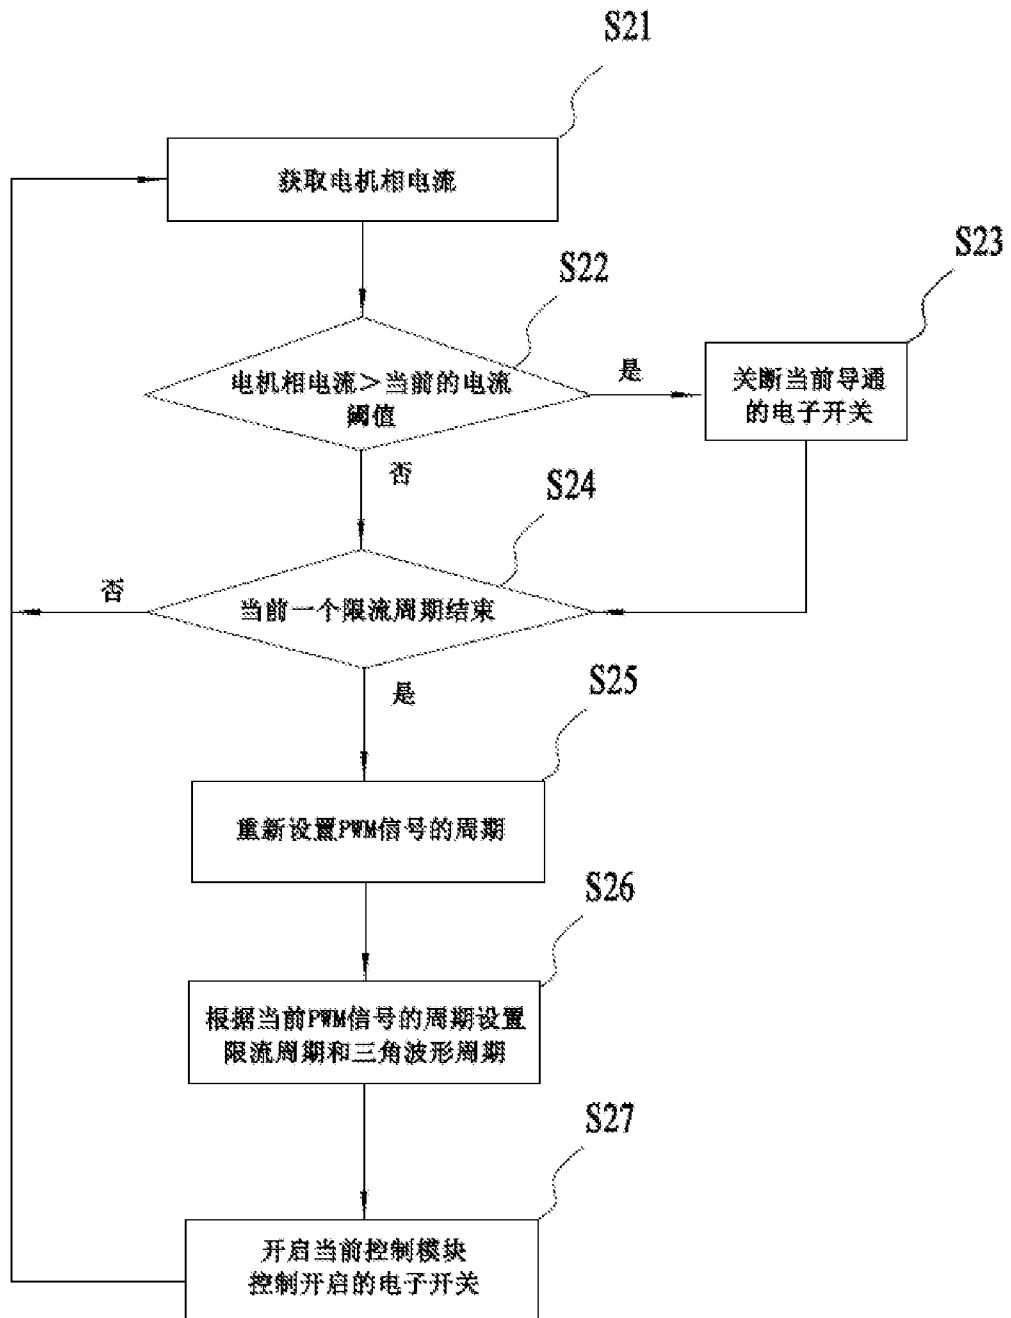 S21
获取电机相电流
S22
S23
电机相电流＞当前的电流
阈值
是
关断当前导通
的电子开关
否
S24
否
当前一个限流周期结束
是
S25
重新设置PWM信号的周期
S26
根据当前PWM信号的周期设置
限流周期和三角波形周期
S27
开启当前控制模块
控制开启的电子开关